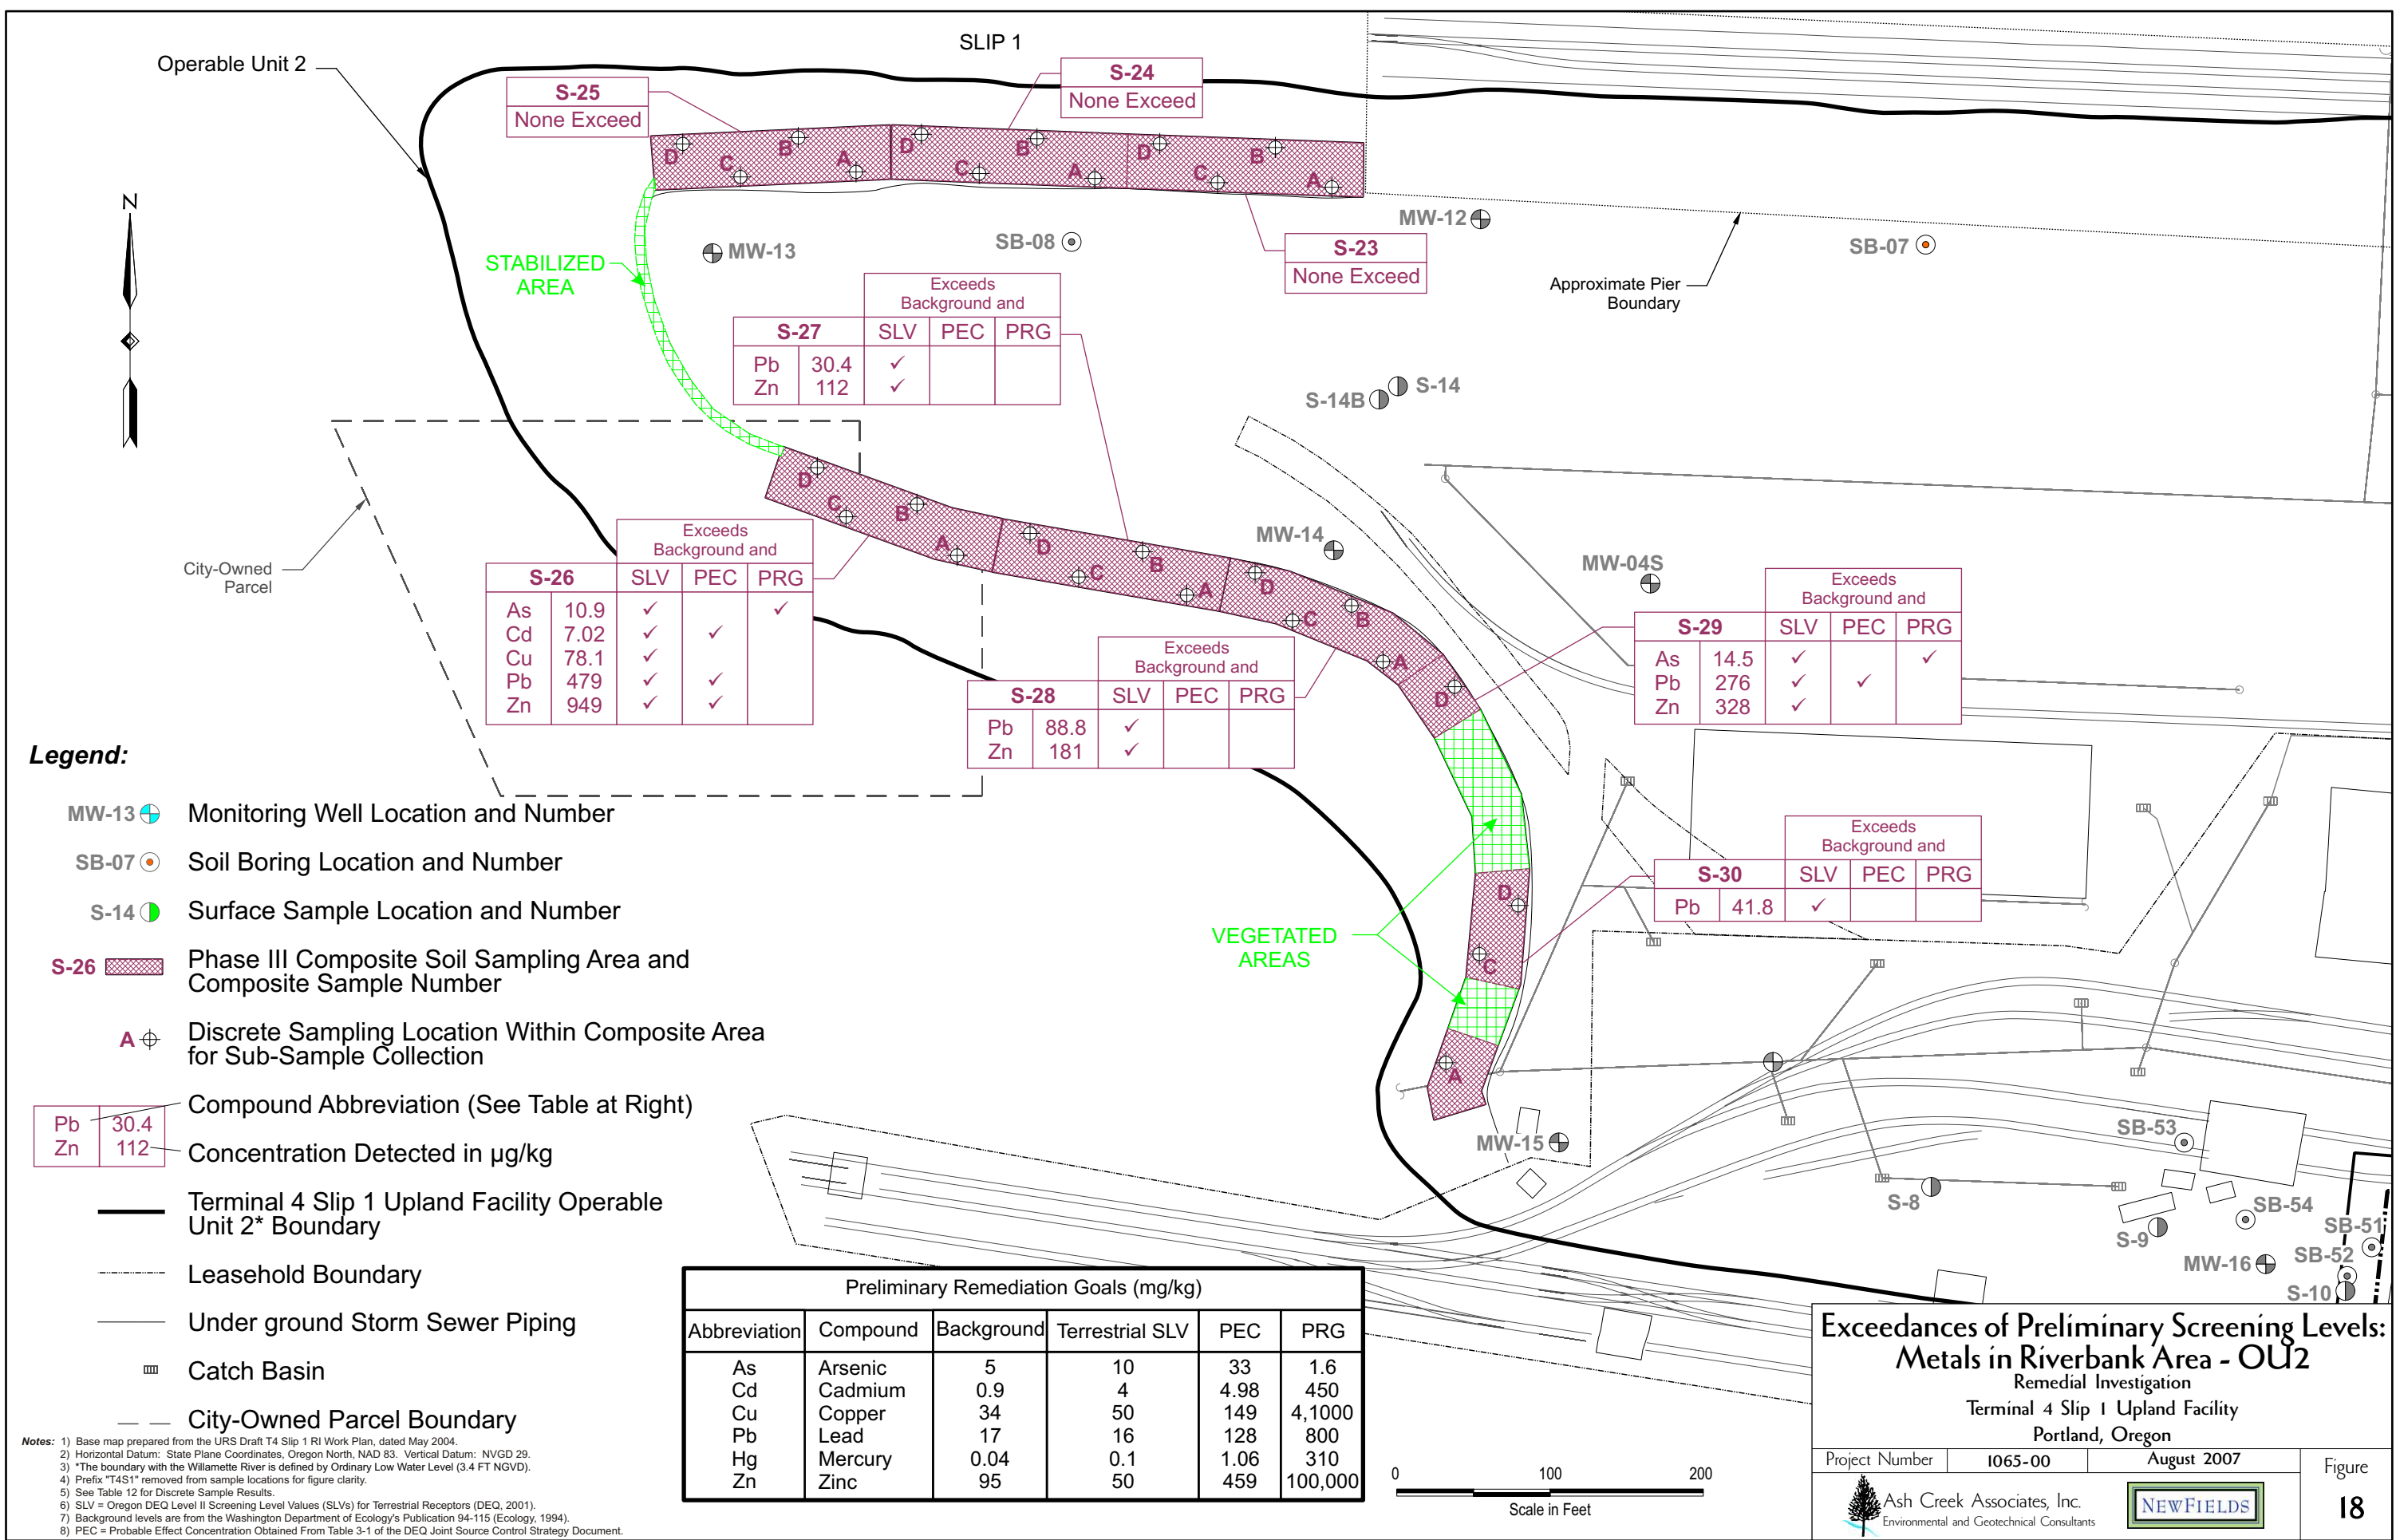 SLIP 1
Operable Unit 2
S-25
None Exceed
S-24
None Exceed
D
C
B
A
D
C
B
A
D
C
B
A
N
STABILIZED
AREA
MW-13
SB-08
MW-12
S-23
None Exceed
SB-07
Approximate Pier
Boundary
Exceeds
Background and
S-27 SLV PEC PRG
Pb 30.4 ✓
Zn 112 ✓
S-14B
S-14
City-Owned
Parcel
D
C
B
A
D
C
B
A
D
C
B
A
D
MW-14
MW-04S
Exceeds
Background and
S-26 SLV PEC PRG
As 10.9 ✓ ✓
Cd 7.02 ✓ ✓
Cu 78.1 ✓
Pb 479 ✓ ✓
Zn 949 ✓ ✓
Exceeds
Background and
S-28 SLV PEC PRG
Pb 88.8 ✓
Zn 181 ✓
Exceeds
Background and
S-29 SLV PEC PRG
As 14.5 ✓ ✓
Pb 276 ✓ ✓
Zn 328 ✓
Exceeds
Background and
S-30 SLV PEC PRG
Pb 41.8 ✓
VEGETATED
AREAS
D
C
A
MW-15
S-8
SB-53
S-9
SB-54
SB-51
SB-52
MW-16
S-10
Legend:
MW-13 Monitoring Well Location and Number
SB-07 Soil Boring Location and Number
S-14 Surface Sample Location and Number
S-26 Phase III Composite Soil Sampling Area and
Composite Sample Number
A Discrete Sampling Location Within Composite Area
for Sub-Sample Collection
Pb 30.4
Zn 112
Compound Abbreviation (See Table at Right)
Concentration Detected in µg/kg
Terminal 4 Slip 1 Upland Facility Operable
Unit 2* Boundary
Leasehold Boundary
Under ground Storm Sewer Piping
Catch Basin
City-Owned Parcel Boundary
Notes: 1) Base map prepared from the URS Draft T4 Slip 1 RI Work Plan, dated May 2004.
2) Horizontal Datum: State Plane Coordinates, Oregon North, NAD 83. Vertical Datum: NVGD 29.
3) *The boundary with the Willamette River is defined by Ordinary Low Water Level (3.4 FT NGVD).
4) Prefix "T4S1" removed from sample locations for figure clarity.
5) See Table 12 for Discrete Sample Results.
6) SLV = Oregon DEQ Level II Screening Level Values (SLVs) for Terrestrial Receptors (DEQ, 2001).
7) Background levels are from the Washington Department of Ecology's Publication 94-115 (Ecology, 1994).
8) PEC = Probable Effect Concentration Obtained From Table 3-1 of the DEQ Joint Source Control Strategy Document.
Preliminary Remediation Goals (mg/kg)
Abbreviation Compound Background Terrestrial SLV PEC PRG
As Arsenic 5 10 33 1.6
Cd Cadmium 0.9 4 4.98 450
Cu Copper 34 50 149 4,1000
Pb Lead 17 16 128 800
Hg Mercury 0.04 0.1 1.06 310
Zn Zinc 95 50 459 100,000
0 100 200
Scale in Feet
Exceedances of Preliminary Screening Levels:
Metals in Riverbank Area - OU2
Remedial Investigation
Terminal 4 Slip 1 Upland Facility
Portland, Oregon
Project Number 1065-00 August 2007
Figure
18
Ash Creek Associates, Inc.
Environmental and Geotechnical Consultants
NEWFIELDS